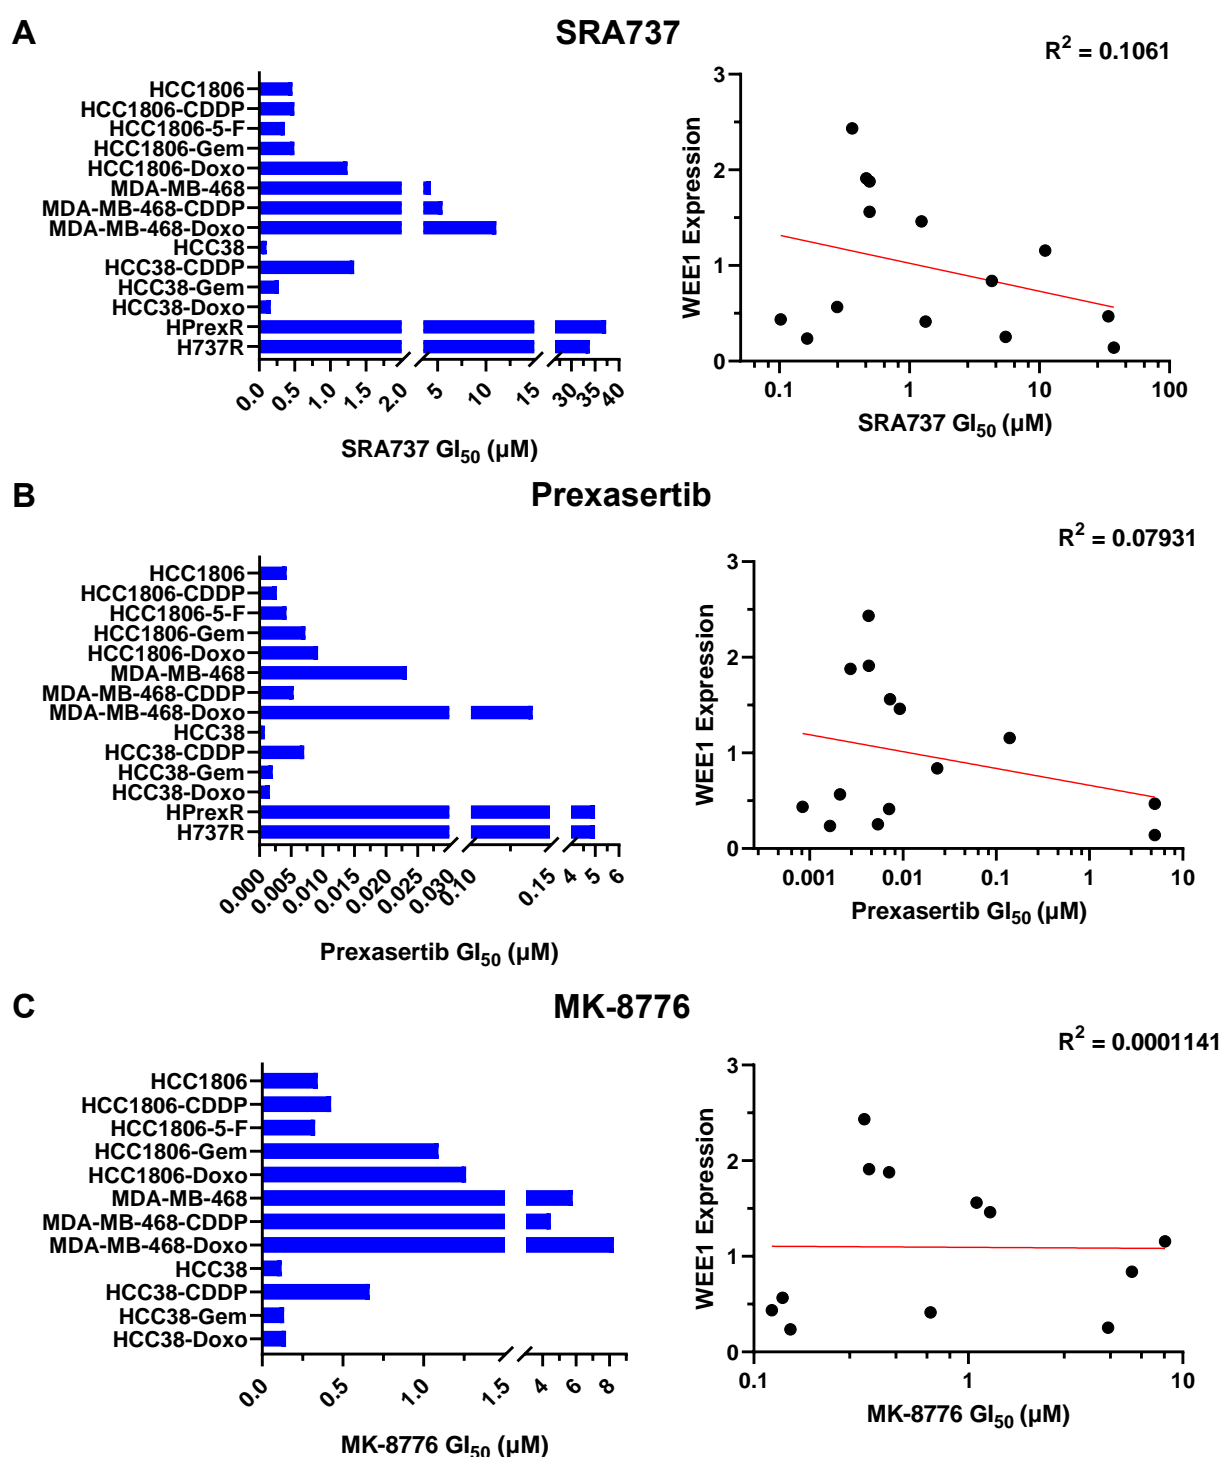 A
SRA737
R² = 0.1061
HCC1806
HCC1806-CDDP
HCC1806-5-F
HCC1806-Gem
HCC1806-Doxo
MDA-MB-468
MDA-MB-468-CDDP
MDA-MB-468-Doxo
HCC38
HCC38-CDDP
HCC38-Gem
HCC38-Doxo
HPrexR
H737R
0.0 0.5 1.0 1.5 2.0 5 10 15 30 35 40
SRA737 GI₅₀ (µM)
WEE1 Expression
3
2
1
0
0.1 1 10 100
SRA737 GI₅₀ (µM)
B
Prexasertib
R² = 0.07931
HCC1806
HCC1806-CDDP
HCC1806-5-F
HCC1806-Gem
HCC1806-Doxo
MDA-MB-468
MDA-MB-468-CDDP
MDA-MB-468-Doxo
HCC38
HCC38-CDDP
HCC38-Gem
HCC38-Doxo
HPrexR
H737R
0.000 0.005 0.010 0.015 0.020 0.025 0.030 0.10 0.15 4 5 6
Prexasertib GI₅₀ (µM)
WEE1 Expression
3
2
1
0
0.001 0.01 0.1 1 10
Prexasertib GI₅₀ (µM)
C
MK-8776
R² = 0.0001141
HCC1806
HCC1806-CDDP
HCC1806-5-F
HCC1806-Gem
HCC1806-Doxo
MDA-MB-468
MDA-MB-468-CDDP
MDA-MB-468-Doxo
HCC38
HCC38-CDDP
HCC38-Gem
HCC38-Doxo
0.0 0.5 1.0 1.5 4 6 8
MK-8776 GI₅₀ (µM)
WEE1 Expression
3
2
1
0
0.1 1 10
MK-8776 GI₅₀ (µM)